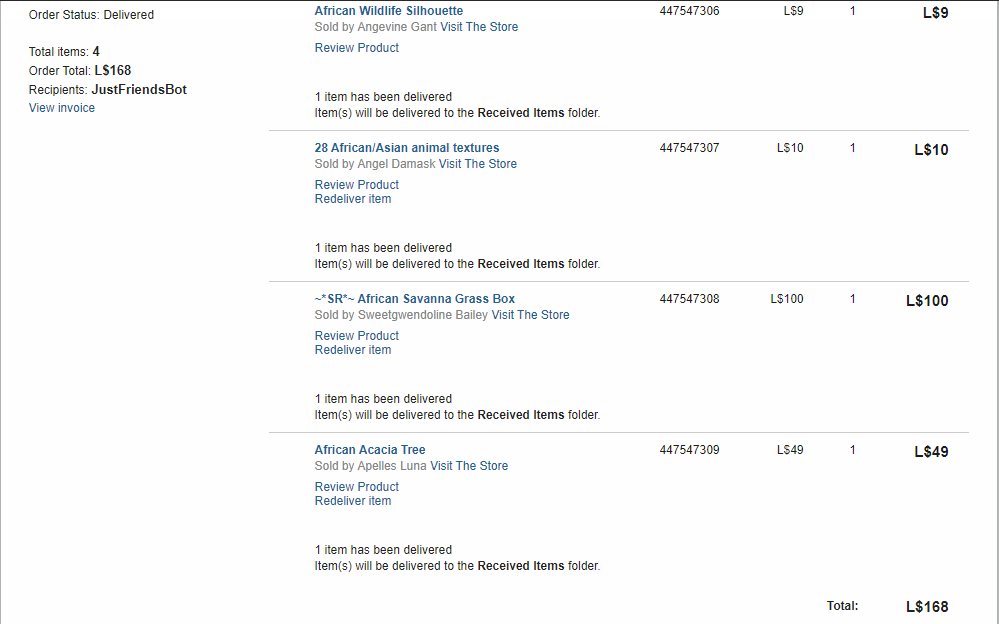 Order Status: Delivered
Total items: 4
Order Total: L$168
Recipients: JustFriendsBot
View invoice
African Wildlife Silhouette 447547306 L$9 1 L$9
Sold by Angevine Gant Visit The Store
Review Product
1 item has been delivered
Item(s) will be delivered to the Received Items folder.
28 African/Asian animal textures 447547307 L$10 1 L$10
Sold by Angel Damask Visit The Store
Review Product
Redeliver item
1 item has been delivered
Item(s) will be delivered to the Received Items folder.
~*SR*~ African Savanna Grass Box 447547308 L$100 1 L$100
Sold by Sweetgwendoline Bailey Visit The Store
Review Product
Redeliver item
1 item has been delivered
Item(s) will be delivered to the Received Items folder.
African Acacia Tree 447547309 L$49 1 L$49
Sold by Apelles Luna Visit The Store
Review Product
Redeliver item
1 item has been delivered
Item(s) will be delivered to the Received Items folder.
Total: L$168